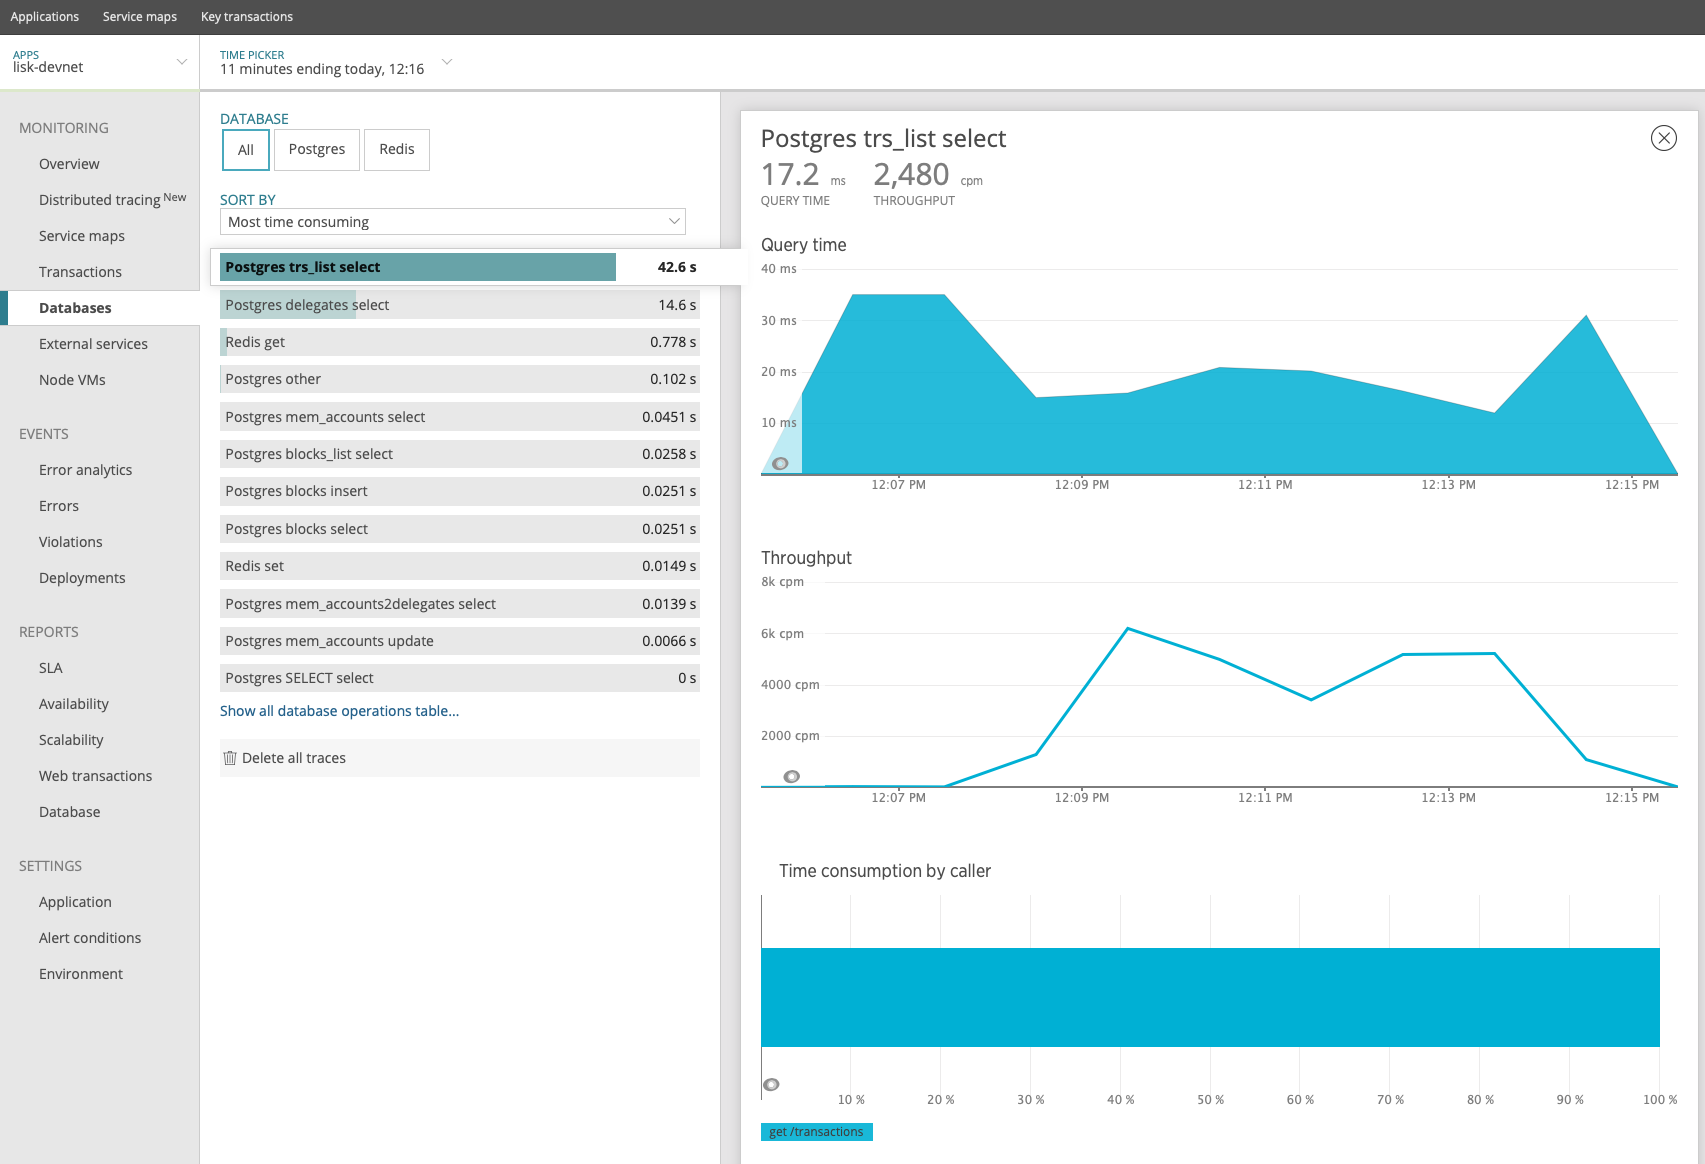 Applications Service maps Key transactions
APPS
lisk-devnet
TIME PICKER
11 minutes ending today, 12:16
MONITORING
Overview
Distributed tracing New
Service maps
Transactions
Databases
External services
Node VMs
EVENTS
Error analytics
Errors
Violations
Deployments
REPORTS
SLA
Availability
Scalability
Web transactions
Database
SETTINGS
Application
Alert conditions
Environment
DATABASE
All Postgres Redis
SORT BY
Most time consuming
Postgres trs_list select 42.6 s
Postgres delegates select 14.6 s
Redis get 0.778 s
Postgres other 0.102 s
Postgres mem_accounts select 0.0451 s
Postgres blocks_list select 0.0258 s
Postgres blocks insert 0.0251 s
Postgres blocks select 0.0251 s
Redis set 0.0149 s
Postgres mem_accounts2delegates select 0.0139 s
Postgres mem_accounts update 0.0066 s
Postgres SELECT select 0 s
Show all database operations table...
Delete all traces
Postgres trs_list select
17.2 ms 2,480 cpm
QUERY TIME THROUGHPUT
Query time
40 ms
30 ms
20 ms
10 ms
12:07 PM 12:09 PM 12:11 PM 12:13 PM 12:15 PM
Throughput
8k cpm
6k cpm
4000 cpm
2000 cpm
12:07 PM 12:09 PM 12:11 PM 12:13 PM 12:15 PM
Time consumption by caller
10 % 20 % 30 % 40 % 50 % 60 % 70 % 80 % 90 % 100 %
get /transactions